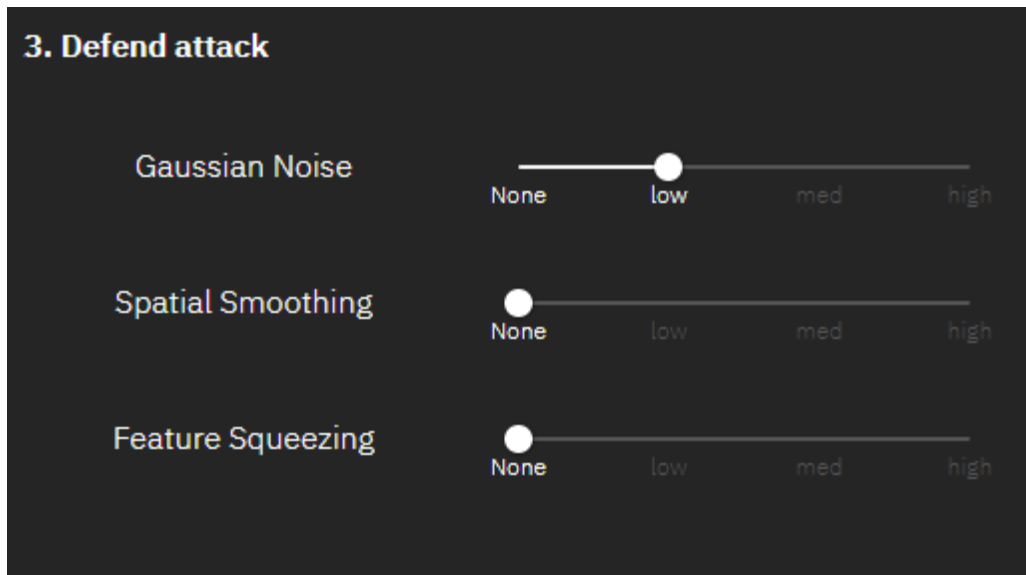 3. Defend attack
Gaussian Noise
None low med high
Spatial Smoothing
None low med high
Feature Squeezing
None low med high